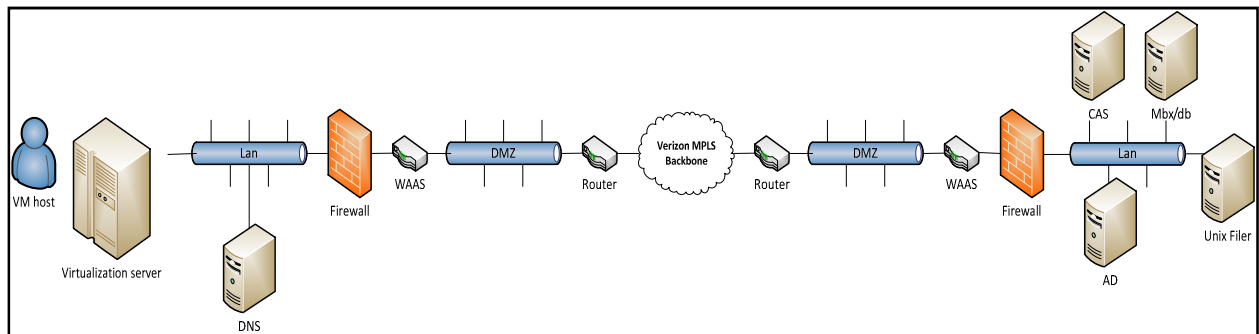 VM host
Virtualization server
Lan
DNS
Firewall
WAAS
DMZ
Router
Verizon MPLS
Backbone
Router
DMZ
WAAS
Firewall
CAS
Mbx/db
Lan
AD
Unix Filer